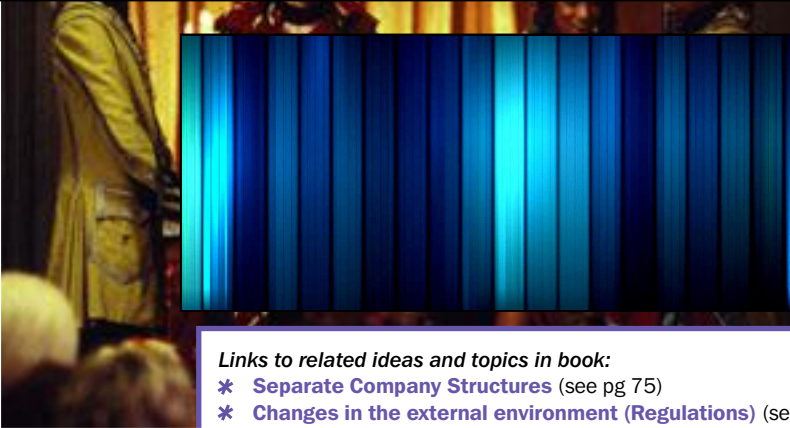 Links to related ideas and topics in book:
* Separate Company Structures (see pg 75)
* Changes in the external environment (Regulations) (se